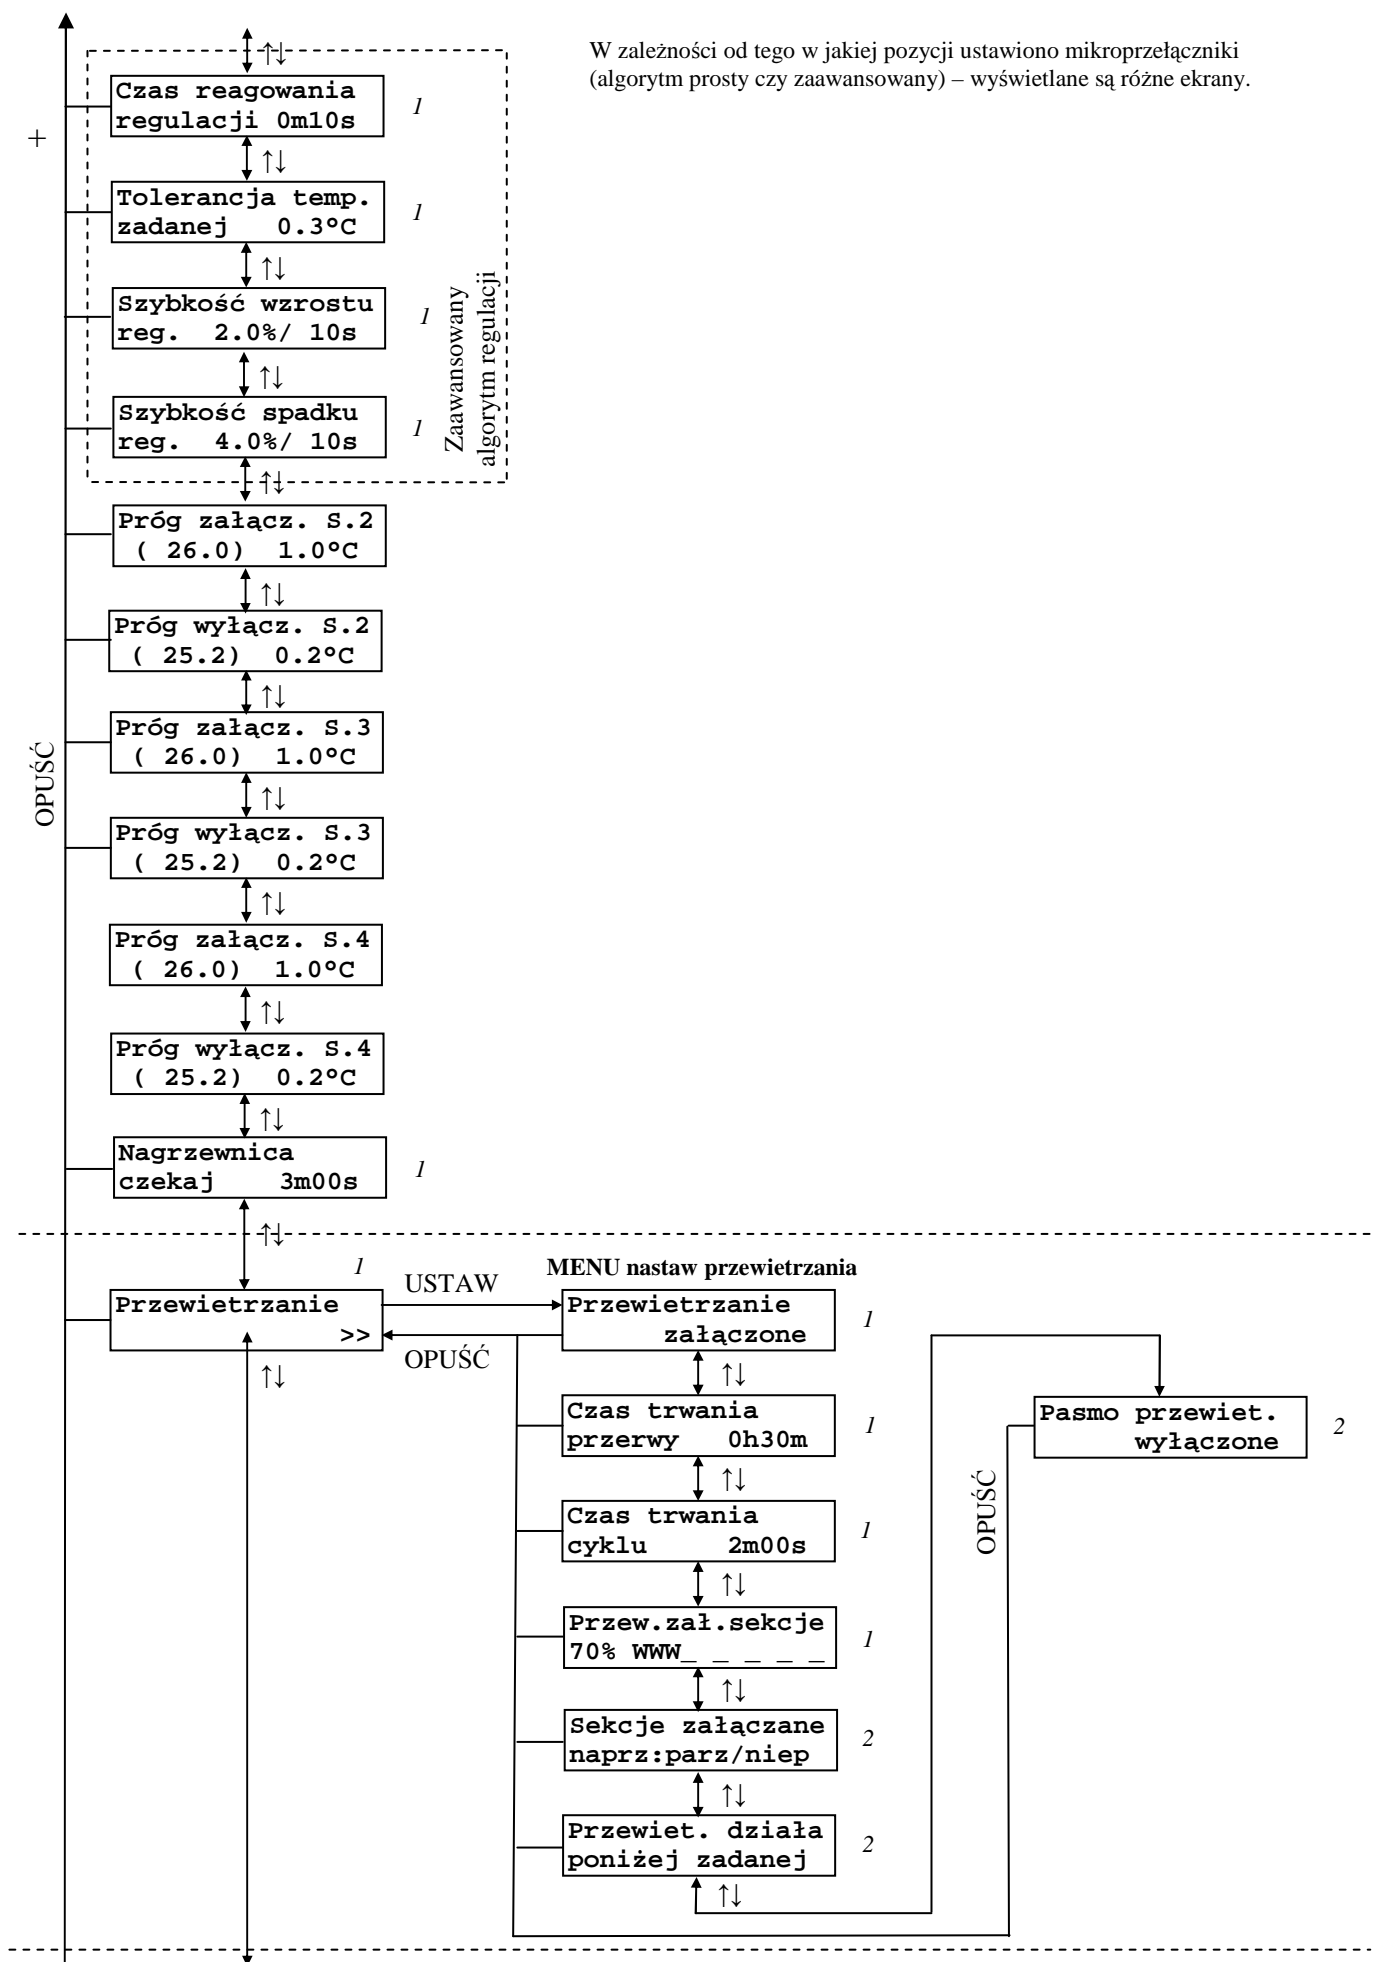 W zależności od tego w jakiej pozycji ustawiono mikroprzełączniki
(algorytm prosty czy zaawansowany) – wyświetlane są różne ekrany.
↑↓
Czas reagowania
regulacji 0m10s
1
+
↑↓
Tolerancja temp.
zadanej 0.3°C
1
↑↓
Szybkość wzrostu
reg. 2.0%/ 10s
1
↑↓
Szybkość spadku
reg. 4.0%/ 10s
1
Zaawansowany
algorytm regulacji
↑↓
Próg załącz. S.2
( 26.0) 1.0°C
↑↓
Próg wyłącz. S.2
( 25.2) 0.2°C
↑↓
Próg załącz. S.3
( 26.0) 1.0°C
OPUŚĆ
↑↓
Próg wyłącz. S.3
( 25.2) 0.2°C
↑↓
Próg załącz. S.4
( 26.0) 1.0°C
↑↓
Próg wyłącz. S.4
( 25.2) 0.2°C
↑↓
Nagrzewnica
czekaj 3m00s
1
↑↓
1
Przewietrzanie
>>
↑↓
USTAW
OPUŚĆ
MENU nastaw przewietrzania
Przewietrzanie
załączone
1
↑↓
Czas trwania
przerwy 0h30m
1
↑↓
Czas trwania
cyklu 2m00s
1
↑↓
Przew.zał.sekcje
70% WWW_ _ _ _ _
1
↑↓
Sekcje załączane
naprz:parz/niep
2
↑↓
Przewiet. działa
poniżej zadanej
2
↑↓
Pasmo przewiet.
wyłączone
2
OPUŚĆ